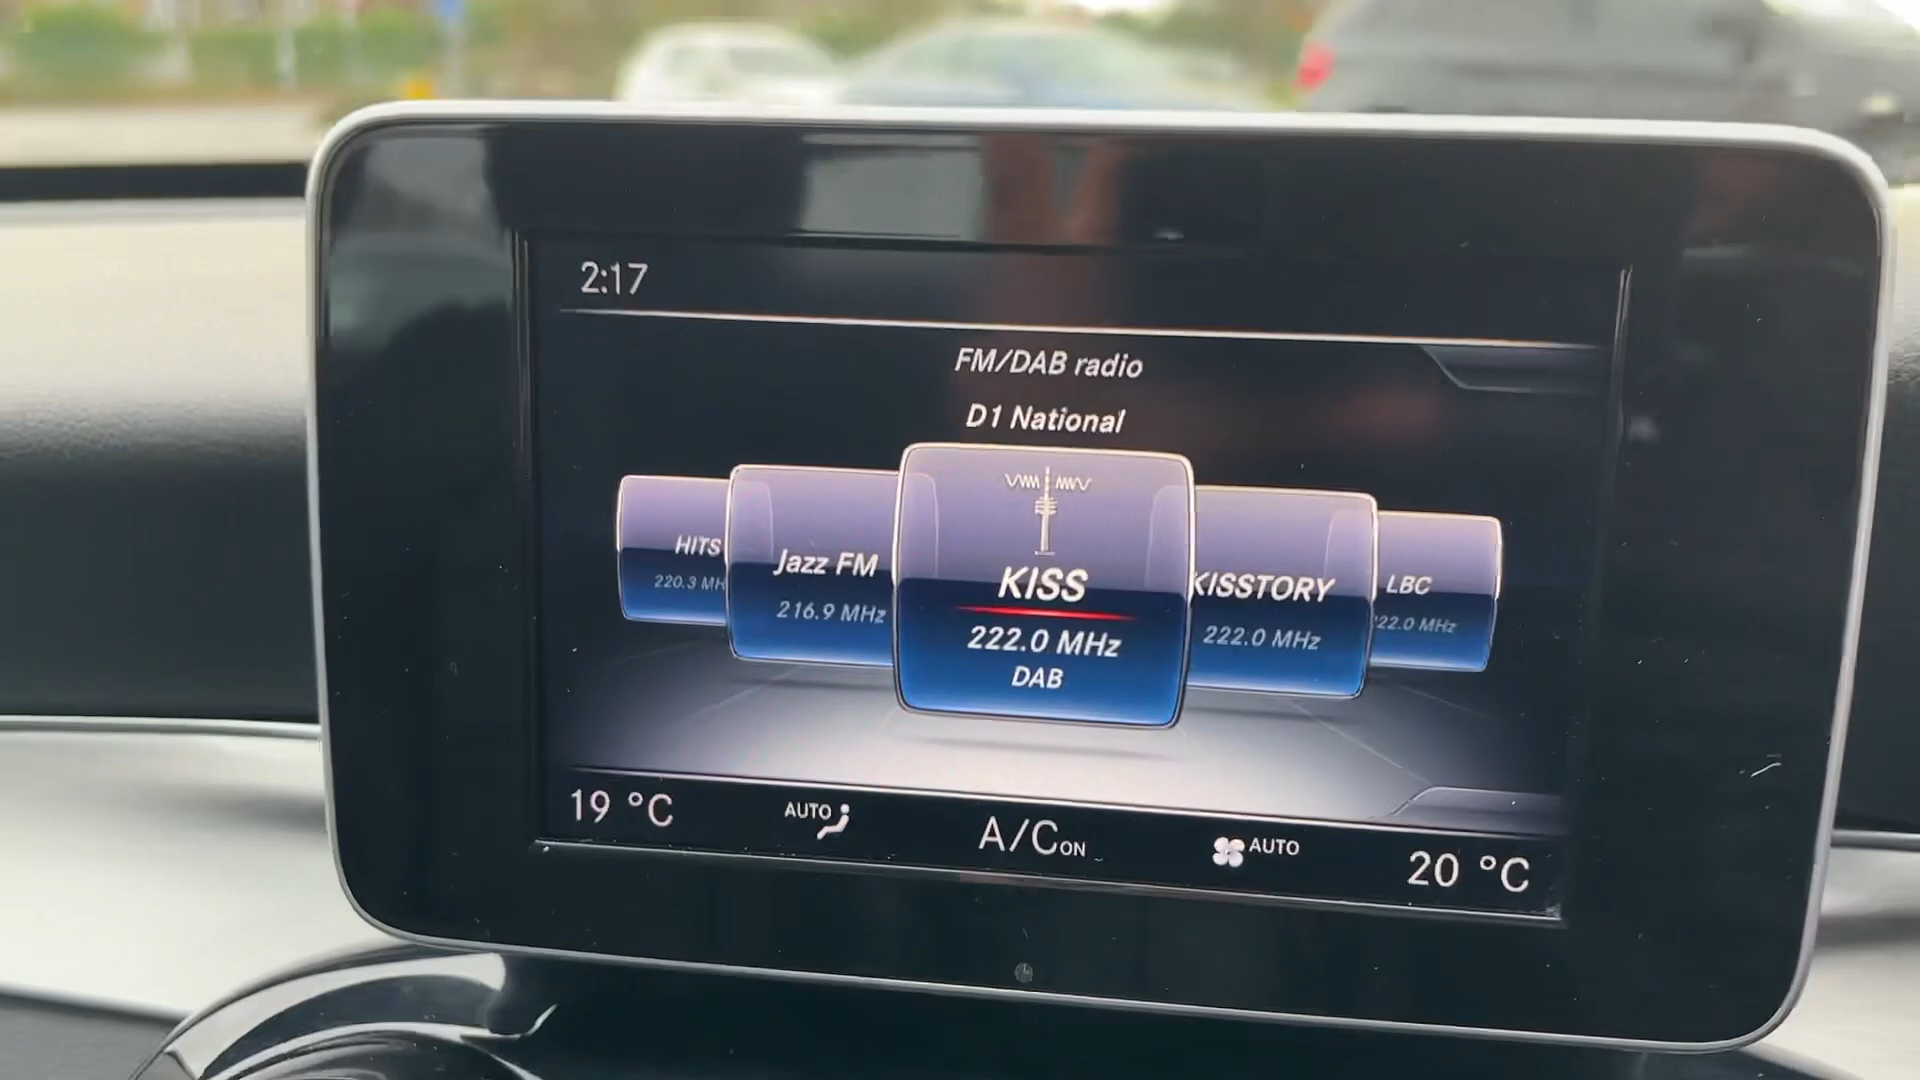 2:17
FM/DAB radio
D1 National
HITS
220.3 MH
Jazz FM
216.9 MHz
KISS
222.0 MHz
DAB
KISSTORY
222.0 MHz
LBC
22.0 MHz
19 °C
AUTO
A/C ON
AUTO
20 °C